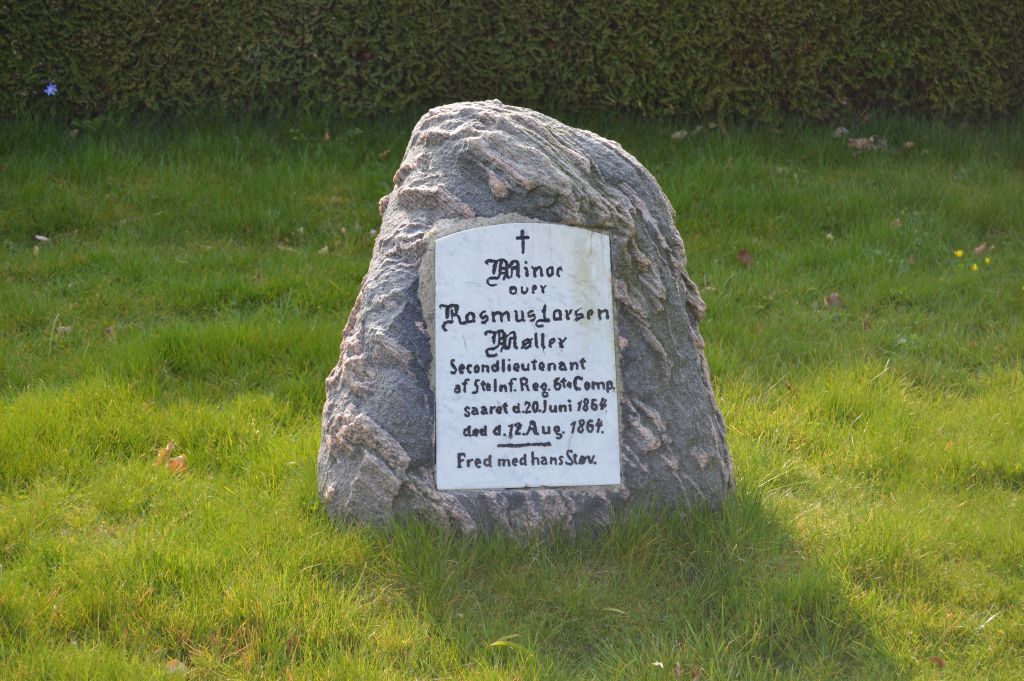 Minde
over
Rasmus Larsen
Møller
Secondlieutenant
af 5te Inf. Reg. 6te Comp.
saaret d. 20. Juni 1864.
død d. 12. Aug. 1864.
Fred med hans Støv.